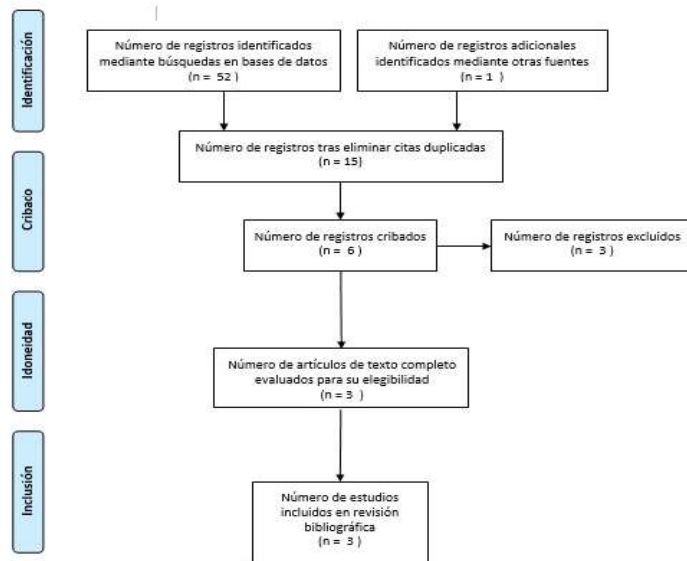 Identificación
Número de registros identificados
mediante búsquedas en bases de datos
(n = 52 )
Número de registros adicionales
identificados mediante otras fuentes
(n = 1 )
Número de registros tras eliminar citas duplicadas
(n = 15)
Cribaco
Número de registros cribados
(n = 6 )
Número de registros excluidos
(n = 3 )
Idoneidad
Número de artículos de texto completo
evaluados para su elegibilidad
(n = 3 )
Inclusión
Número de estudios
incluidos en revisión
bibliográfica
(n = 3 )